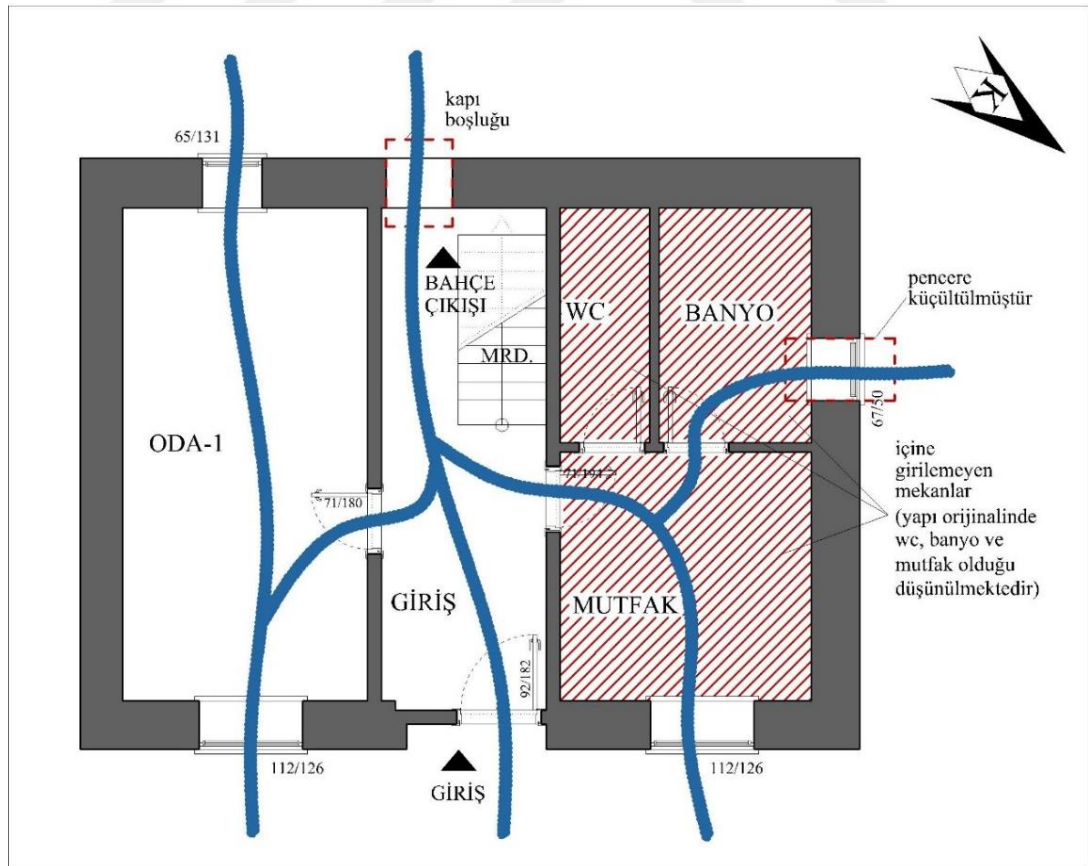 kapı
boşluğu
65/131
K
BAHÇE
ÇIKIŞI
MRD.
WC
BANYO
pencere
küçültülmüştür
67/50
ODA-1
71/180
71/194
içine
girilemeyen
mekanlar
(yapı orijinalinde
wc, banyo ve
mutfak olduğu
düşünülmektedir)
GİRİŞ
MUTFAK
92/182
112/126
GİRİŞ
112/126